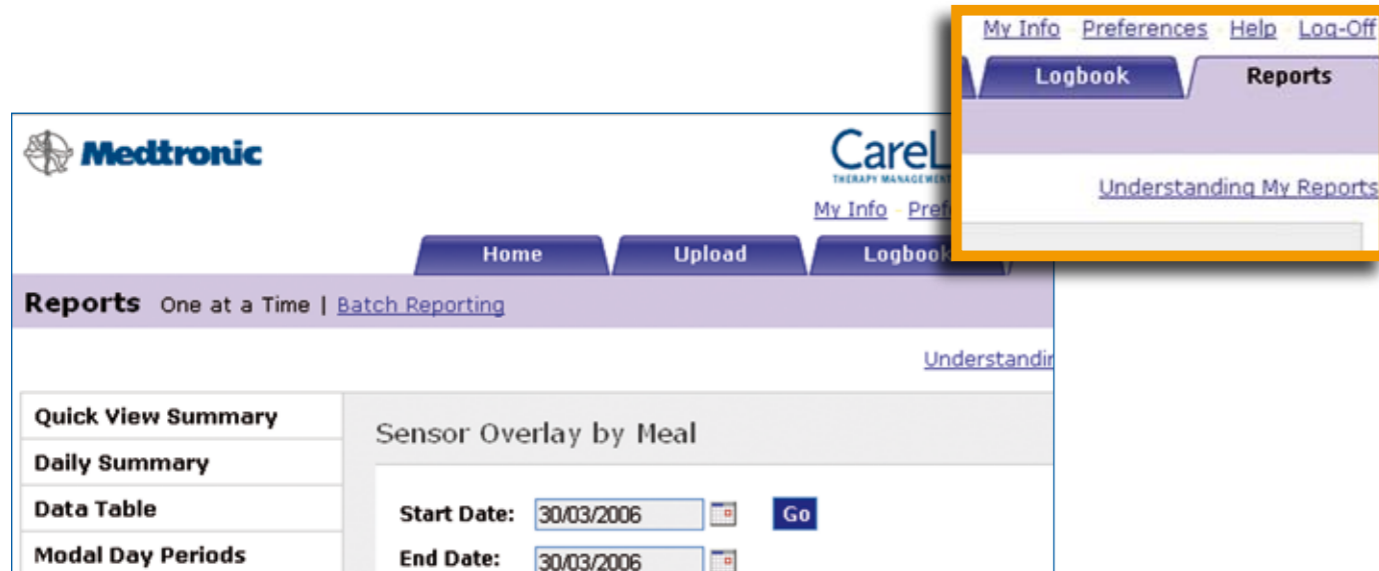 My Info Preferences Help Log-Off
Logbook Reports
Understanding My Reports
Medtronic
CareL
THERAPY MANAGEMENT
My Info Pref
Home Upload Logbook
Reports One at a Time | Batch Reporting
Understandin
Quick View Summary
Daily Summary
Data Table
Modal Day Periods
Sensor Overlay by Meal
Start Date: 30/03/2006 Go
End Date: 30/03/2006